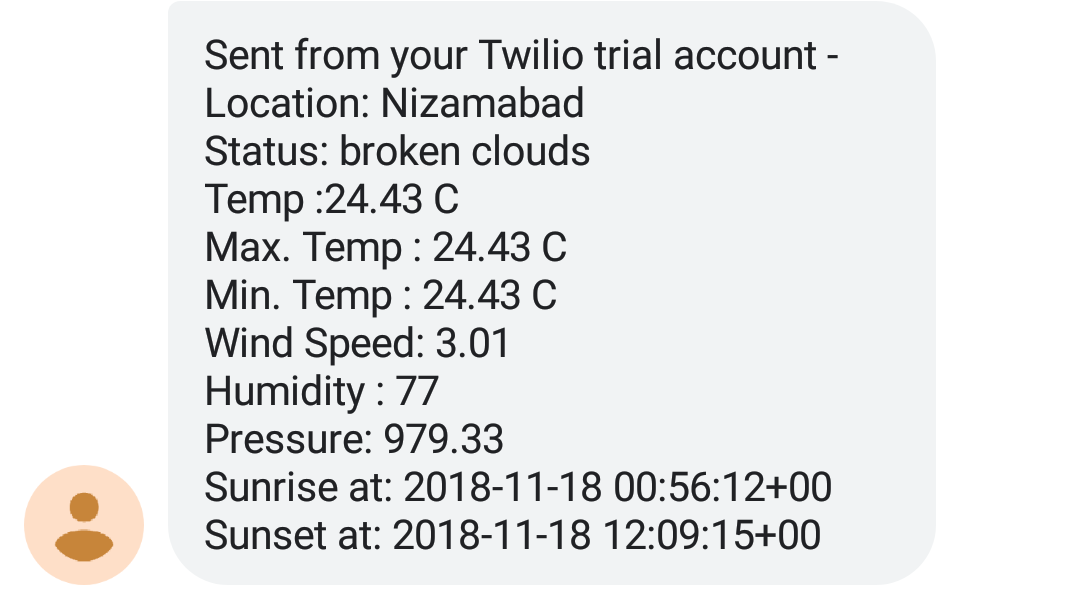 Sent from your Twilio trial account -
Location: Nizamabad
Status: broken clouds
Temp :24.43 C
Max. Temp : 24.43 C
Min. Temp : 24.43 C
Wind Speed: 3.01
Humidity : 77
Pressure: 979.33
Sunrise at: 2018-11-18 00:56:12+00
Sunset at: 2018-11-18 12:09:15+00